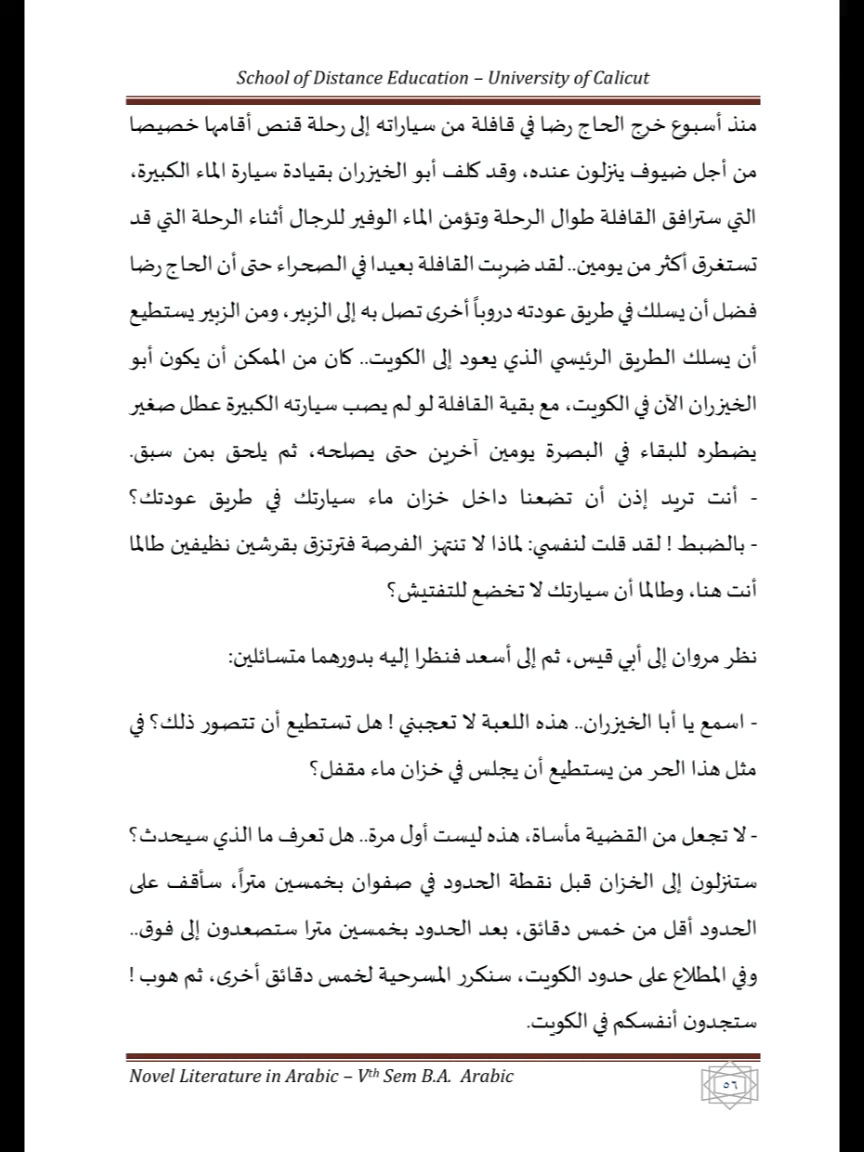 School of Distance Education – University of Calicut
منذ أسبوع خرج الحاج رضا في قافلة من سياراته إلى رحلة قنص أقامها خصيصا
من أجل ضيوف ينزلون عنده، وقد كلف أبو الخيزران بقيادة سيارة الماء الكبيرة،
التي سترافق القافلة طوال الرحلة وتؤمن الماء الوفير للرجال أثناء الرحلة التي قد
تستغرق أكثر من يومين.. لقد ضربت القافلة بعيدا في الصحراء حتى أن الحاج رضا
فضل أن يسلك في طريق عودته دروباً أخرى تصل به إلى الزبير، ومن الزبير يستطيع
أن يسلك الطريق الرئيسي الذي يعود إلى الكويت.. كان من الممكن أن يكون أبو
الخيزران الآن في الكويت، مع بقية القافلة لو لم يصب سيارته الكبيرة عطل صغير
يضطره للبقاء في البصرة يومين آخرين حتى يصلحه، ثم يلحق بمن سبق.
- أنت تريد إذن أن تضعنا داخل خزان ماء سيارتك في طريق عودتك؟
- بالضبط ! لقد قلت لنفسي: لماذا لا تنتهز الفرصة فترتزق بقرشين نظيفين طالما
أنت هنا، وطالما أن سيارتك لا تخضع للتفتيش؟
نظر مروان إلى أبي قيس، ثم إلى أسعد فنظرا إليه بدورهما متسائلين:
- اسمع يا أبا الخيزران.. هذه اللعبة لا تعجبني ! هل تستطيع أن تتصور ذلك؟ في
مثل هذا الحر من يستطيع أن يجلس في خزان ماء مقفل؟
- لا تجعل من القضية مأساة، هذه ليست أول مرة.. هل تعرف ما الذي سيحدث؟
ستنزلون إلى الخزان قبل نقطة الحدود في صفوان بخمسين متراً، سأقف على
الحدود أقل من خمس دقائق، بعد الحدود بخمسين مترا ستصعدون إلى فوق..
وفي المطلاع على حدود الكويت، سنكرر المسرحية لخمس دقائق أخرى، ثم هوب !
ستجدون أنفسكم في الكويت.
Novel Literature in Arabic – Vth Sem B.A. Arabic
٥٦